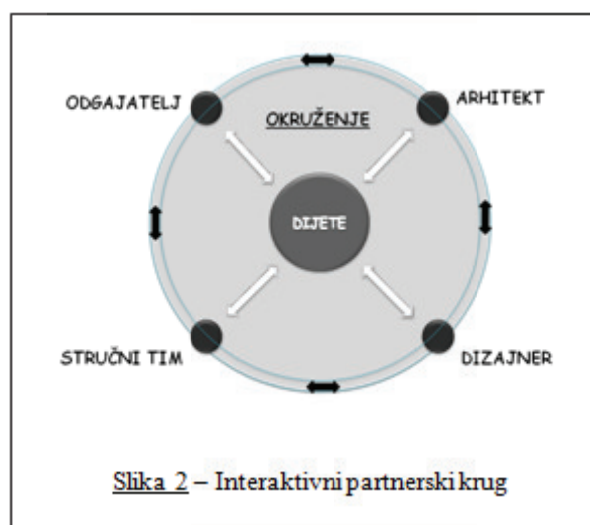 ODGAJATELJ
ARHITEKT
OKRUŽENJE
DIJETE
STRUČNI TIM
DIZAJNER
Slika 2 – Interaktivni partnerski krug